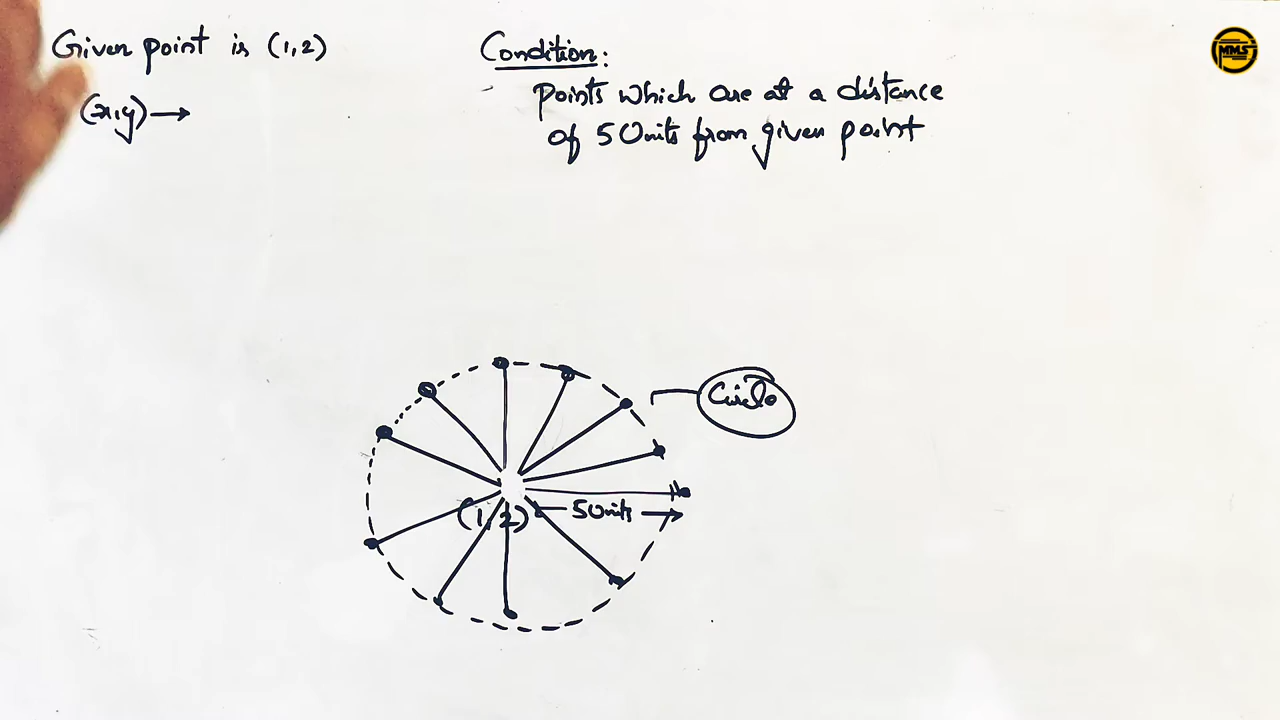 Given point is (1,2)
(x,y) →
Condition:
points which are at a distance
of 5 Units from given point
Circle
(1,2)
5 Units
MMS